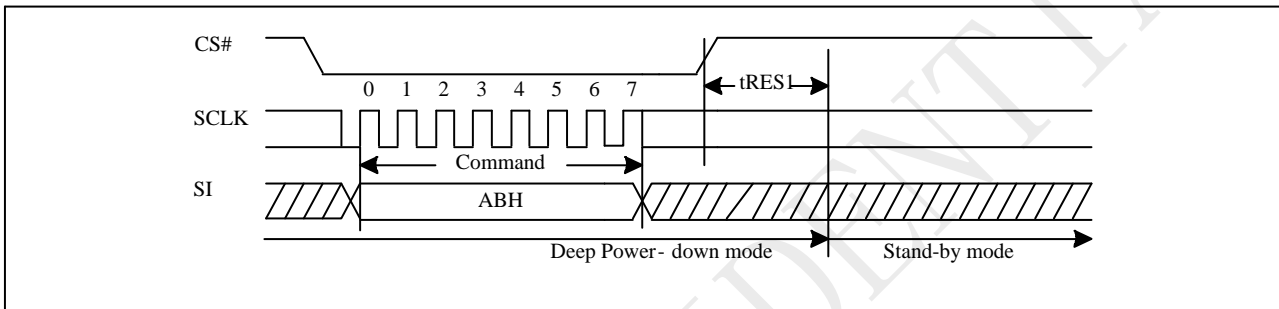 CS#
tRES1
0 1 2 3 4 5 6 7
SCLK
Command
SI
ABH
Deep Power- down mode
Stand-by mode